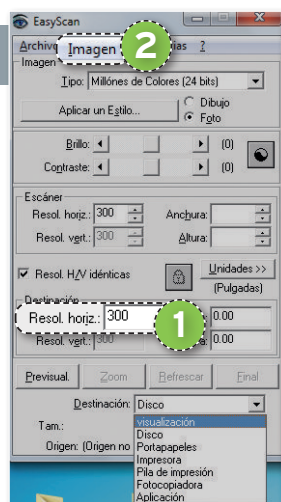 EasyScan
Archivo Imagen ?
2
Imagen
Tipo: Millónes de Colores (24 bits)
Aplicar un Estilo...
Dibujo
Foto
Brillo: (0)
Contraste: (0)
Escáner
Resol. horiz.: 300 Anchura:
Resol. vert.: 300 Altura:
Resol. H/V idénticas
Unidades >>
(Pulgadas)
Destinación
Resol. horiz.: 300 1 0.00
Resol. vert.: 300 0.00
Previsual. Zoom Refrescar Final
Destinación: Disco
Tam.: visualización
Disco
Origen: (Origen no Portapapeles
Impresora
Pila de impresión
Fotocopiadora
Aplicación